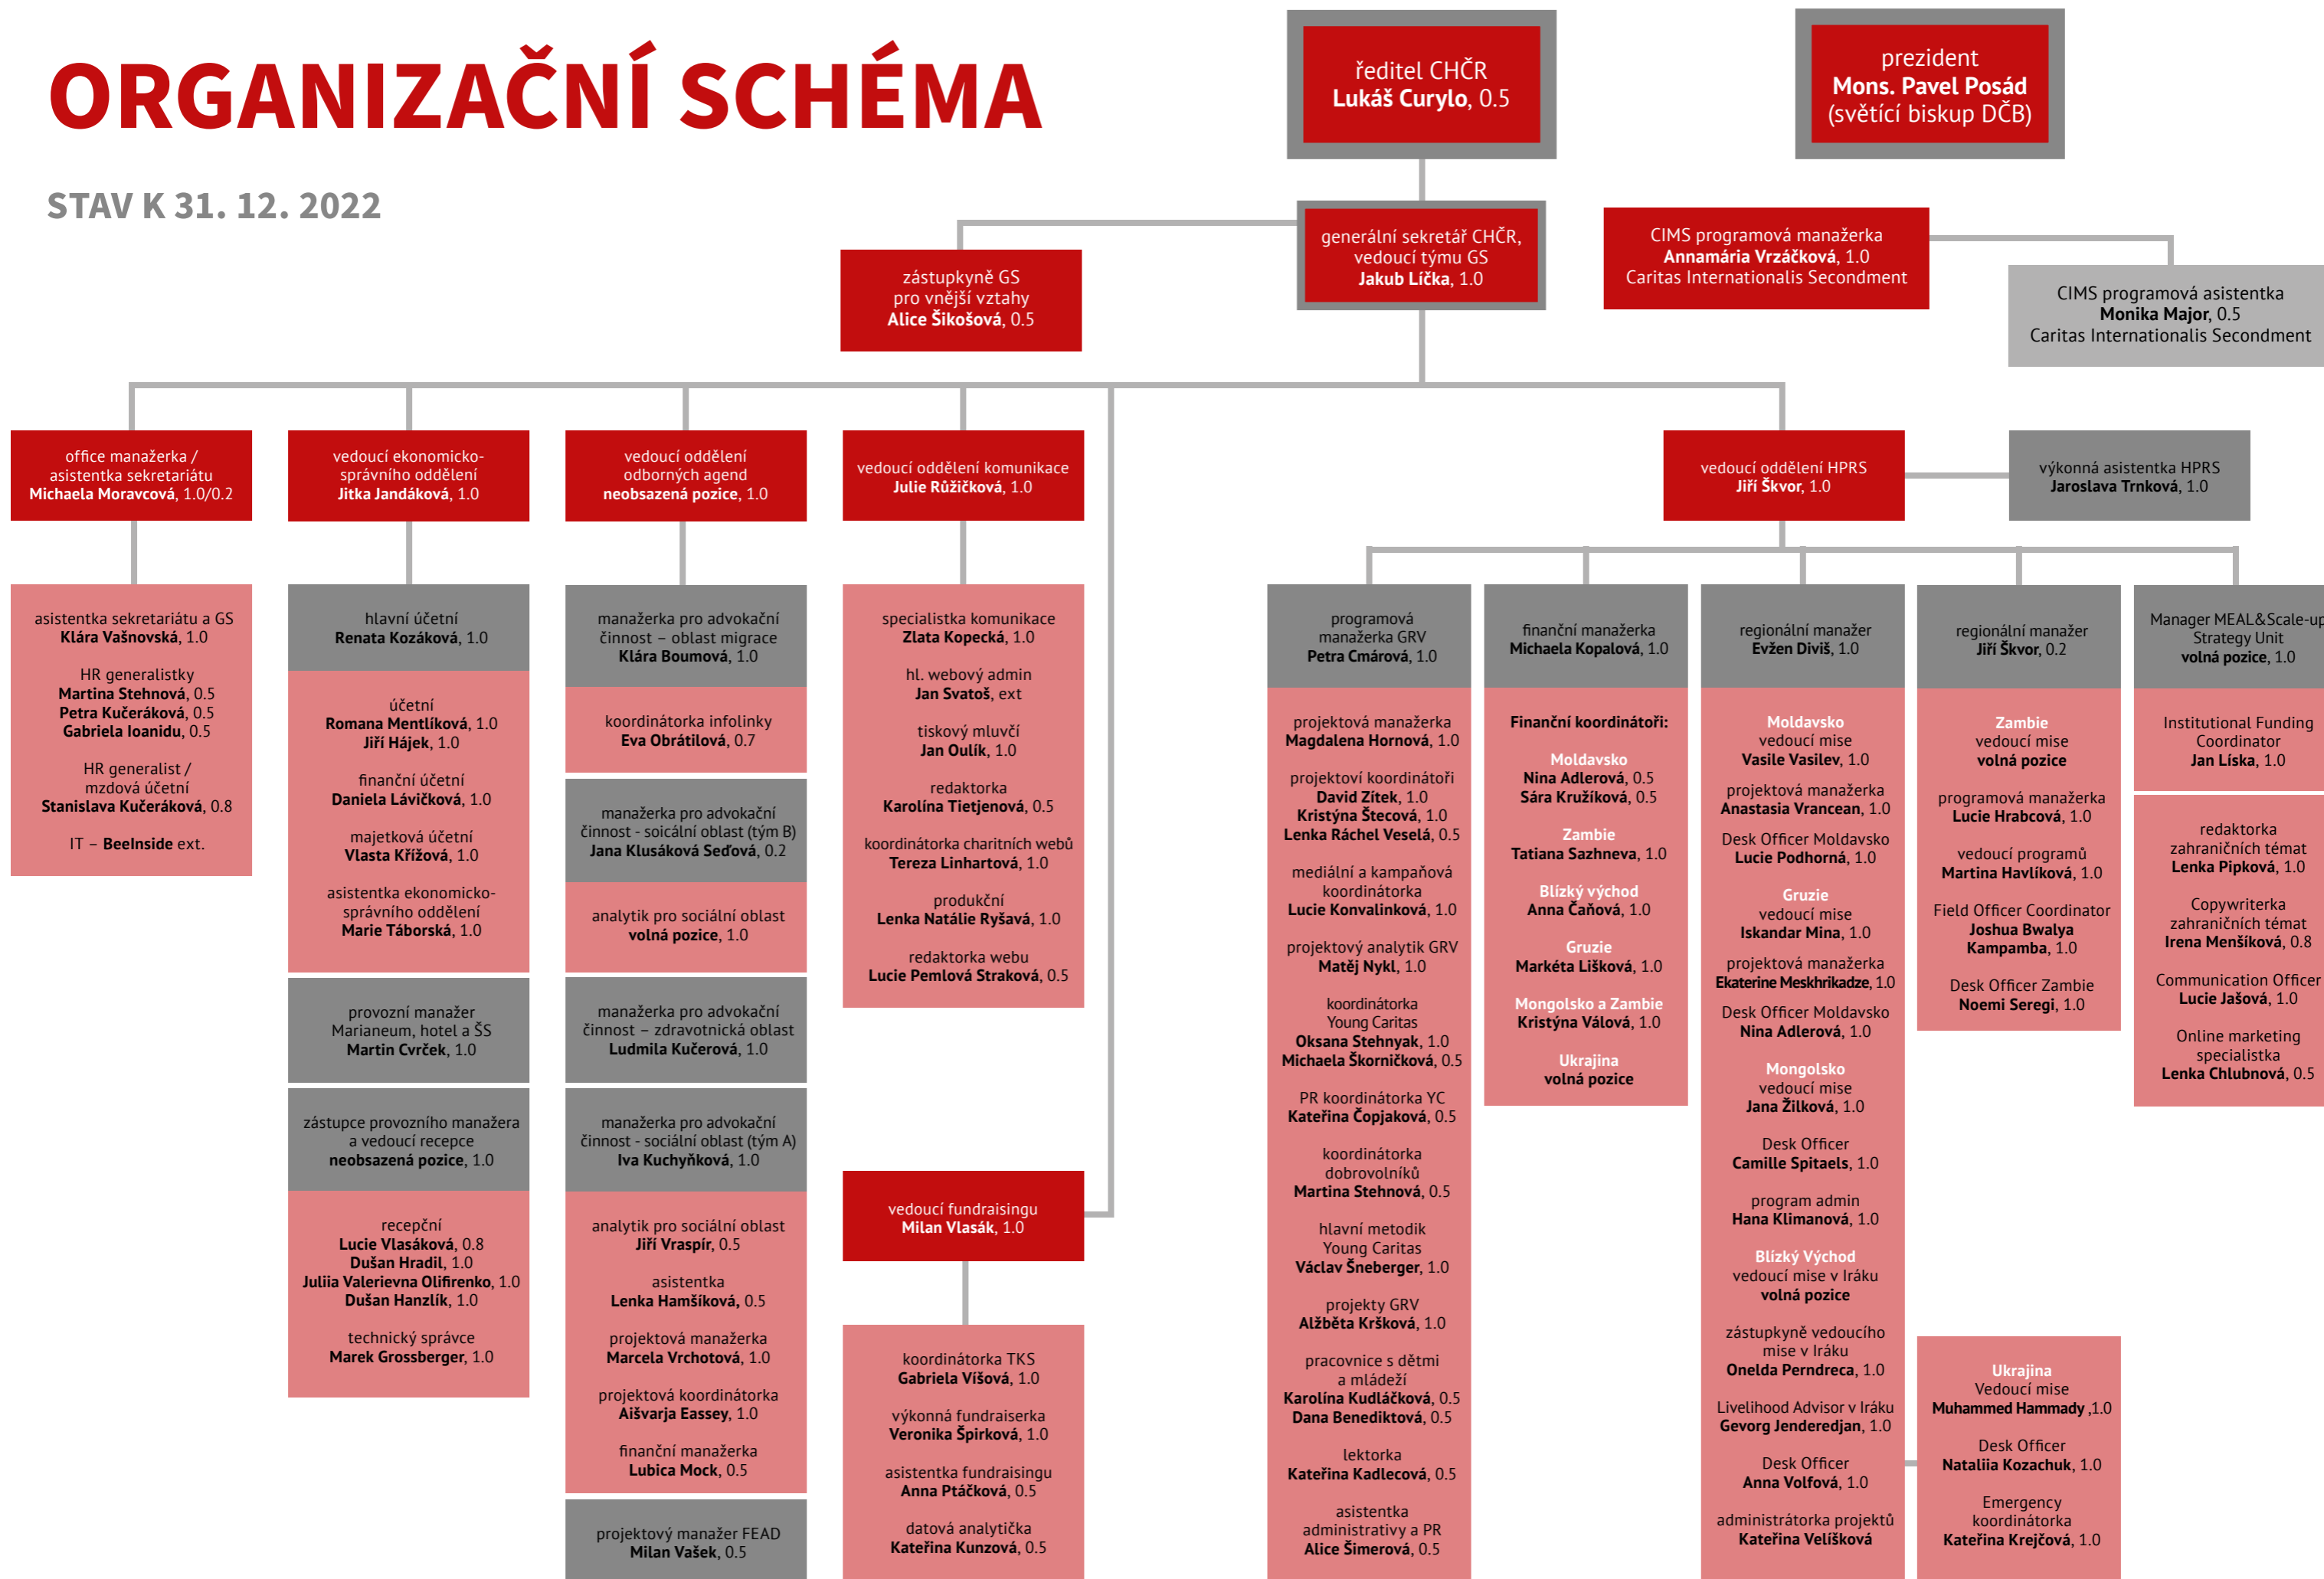 ORGANIZAČNÍ SCHÉMA
STAV K 31. 12. 2022
ředitel CHČR
Lukáš Curylo, 0.5
prezident
Mons. Pavel Posád
(světící biskup DČB)
zástupkyně GS
pro vnější vztahy
Alice Šikošová, 0.5
generální sekretář CHČR,
vedoucí týmu GS
Jakub Líčka, 1.0
CIMS programová manažerka
Annamária Vrzáčková, 1.0
Caritas Internationalis Secondment
CIMS programová asistentka
Monika Major, 0.5
Caritas Internationalis Secondment
office manažerka /
asistentka sekretariátu
Michaela Moravcová, 1.0/0.2
asistentka sekretariátu a GS
Klára Vašnovská, 1.0
HR generalistky
Martina Stehnová, 0.5
Petra Kučeráková, 0.5
Gabriela Ioanidu, 0.5
HR generalist /
mzdová účetní
Stanislava Kučeráková, 0.8
IT – BeeInside ext.
vedoucí ekonomicko-
správního oddělení
Jitka Jandáková, 1.0
hlavní účetní
Renata Kozáková, 1.0
účetní
Romana Mentlíková, 1.0
Jiří Hájek, 1.0
finanční účetní
Daniela Lávičková, 1.0
majetková účetní
Vlasta Křížová, 1.0
asistentka ekonomicko-
správního oddělení
Marie Táborská, 1.0
provozní manažer
Marianeum, hotel a ŠS
Martin Cvrček, 1.0
zástupce provozního manažera
a vedoucí recepce
neobsazená pozice, 1.0
recepční
Lucie Vlasáková, 0.8
Dušan Hradil, 1.0
Juliia Valerievna Olifirenko, 1.0
Dušan Hanzlík, 1.0
technický správce
Marek Grossberger, 1.0
vedoucí oddělení
odborných agend
neobsazená pozice, 1.0
manažerka pro advokační
činnost – oblast migrace
Klára Boumová, 1.0
koordinátorka infolinky
Eva Obrátilová, 0.7
manažerka pro advokační
činnost - soicální oblast (tým B)
Jana Klusáková Seďová, 0.2
analytik pro sociální oblast
volná pozice, 1.0
manažerka pro advokační
činnost – zdravotnická oblast
Ludmila Kučerová, 1.0
manažerka pro advokační
činnost - sociální oblast (tým A)
Iva Kuchyňková, 1.0
analytik pro sociální oblast
Jiří Vraspír, 0.5
asistentka
Lenka Hamšíková, 0.5
projektová manažerka
Marcela Vrchotová, 1.0
projektová koordinátorka
Aišvarja Eassey, 1.0
finanční manažerka
Lubica Mock, 0.5
projektový manažer FEAD
Milan Vašek, 0.5
vedoucí oddělení komunikace
Julie Růžičková, 1.0
specialistka komunikace
Zlata Kopecká, 1.0
hl. webový admin
Jan Svatoš, ext
tiskový mluvčí
Jan Oulík, 1.0
redaktorka
Karolína Tietjenová, 0.5
koordinátorka charitních webů
Tereza Linhartová, 1.0
produkční
Lenka Natálie Ryšavá, 1.0
redaktorka webu
Lucie Pemlová Straková, 0.5
vedoucí fundraisingu
Milan Vlasák, 1.0
koordinátorka TKS
Gabriela Víšová, 1.0
výkonná fundraiserka
Veronika Špirková, 1.0
asistentka fundraisingu
Anna Ptáčková, 0.5
datová analytička
Kateřina Kunzová, 0.5
vedoucí oddělení HPRS
Jiří Škvor, 1.0
výkonná asistentka HPRS
Jaroslava Trnková, 1.0
programová
manažerka GRV
Petra Cmárová, 1.0
projektová manažerka
Magdalena Hornová, 1.0
projektoví koordinátoři
David Zítek, 1.0
Kristýna Štecová, 1.0
Lenka Ráchel Veselá, 0.5
mediální a kampaňová
koordinátorka
Lucie Konvalinková, 1.0
projektový analytik GRV
Matěj Nykl, 1.0
koordinátorka
Young Caritas
Oksana Stehnyak, 1.0
Michaela Škorničková, 0.5
PR koordinátorka YC
Kateřina Čopjaková, 0.5
koordinátorka
dobrovolníků
Martina Stehnová, 0.5
hlavní metodik
Young Caritas
Václav Šneberger, 1.0
projekty GRV
Alžběta Kršková, 1.0
pracovnice s dětmi
a mládeží
Karolína Kudláčková, 0.5
Dana Benediktová, 0.5
lektorka
Kateřina Kadlecová, 0.5
asistentka
administrativy a PR
Alice Šimerová, 0.5
finanční manažerka
Michaela Kopalová, 1.0
Finanční koordinátoři:
Moldavsko
Nina Adlerová, 0.5
Sára Kružíková, 0.5
Zambie
Tatiana Sazhneva, 1.0
Blízký východ
Anna Čaňová, 1.0
Gruzie
Markéta Lišková, 1.0
Mongolsko a Zambie
Kristýna Válová, 1.0
Ukrajina
volná pozice
regionální manažer
Evžen Diviš, 1.0
Moldavsko
vedoucí mise
Vasile Vasilev, 1.0
projektová manažerka
Anastasia Vrancean, 1.0
Desk Officer Moldavsko
Lucie Podhorná, 1.0
Gruzie
vedoucí mise
Iskandar Mina, 1.0
projektová manažerka
Ekaterine Meskhrikadze, 1.0
Desk Officer Moldavsko
Nina Adlerová, 1.0
Mongolsko
vedoucí mise
Jana Žilková, 1.0
Desk Officer
Camille Spitaels, 1.0
program admin
Hana Klimanová, 1.0
Blízký Východ
vedoucí mise v Iráku
volná pozice
zástupkyně vedoucího
mise v Iráku
Onelda Perndreca, 1.0
Livelihood Advisor v Iráku
Gevorg Jenderedjan, 1.0
Desk Officer
Anna Volfová, 1.0
administrátorka projektů
Kateřina Velíšková
regionální manažer
Jiří Škvor, 0.2
Zambie
vedoucí mise
volná pozice
programová manažerka
Lucie Hrabcová, 1.0
vedoucí programů
Martina Havlíková, 1.0
Field Officer Coordinator
Joshua Bwalya
Kampamba, 1.0
Desk Officer Zambie
Noemi Seregi, 1.0
Ukrajina
Vedoucí mise
Muhammed Hammady ,1.0
Desk Officer
Nataliia Kozachuk, 1.0
Emergency
koordinátorka
Kateřina Krejčová, 1.0
Manager MEAL&Scale-up
Strategy Unit
volná pozice, 1.0
Institutional Funding
Coordinator
Jan Líska, 1.0
redaktorka
zahraničních témat
Lenka Pipková, 1.0
Copywriterka
zahraničních témat
Irena Menšíková, 0.8
Communication Officer
Lucie Jašová, 1.0
Online marketing
specialistka
Lenka Chlubnová, 0.5